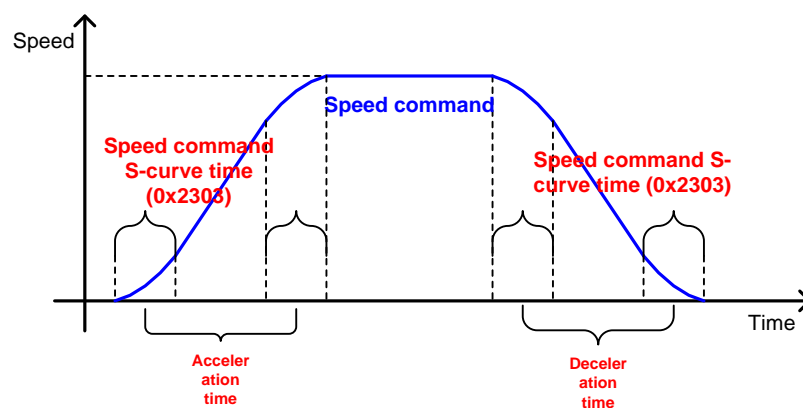 Speed
Speed command
Speed command
S-curve time
(0x2303)
Speed command S-
curve time (0x2303)
Time
Acceler
ation
time
Deceler
ation
time